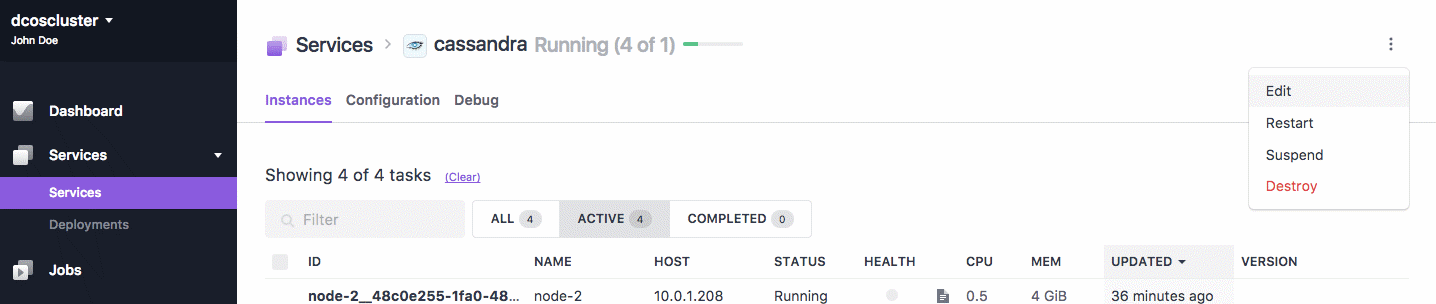 dcoscluster
John Doe
Dashboard
Services
Services
Deployments
Jobs
Services > cassandra Running (4 of 1)
Edit
Restart
Suspend
Destroy
Instances Configuration Debug
Showing 4 of 4 tasks (Clear)
Filter ALL 4 ACTIVE 4 COMPLETED 0
ID NAME HOST STATUS HEALTH CPU MEM UPDATED VERSION
node-2__48c0e255-1fa0-48... node-2 10.0.1.208 Running 0.5 4 GiB 36 minutes ago